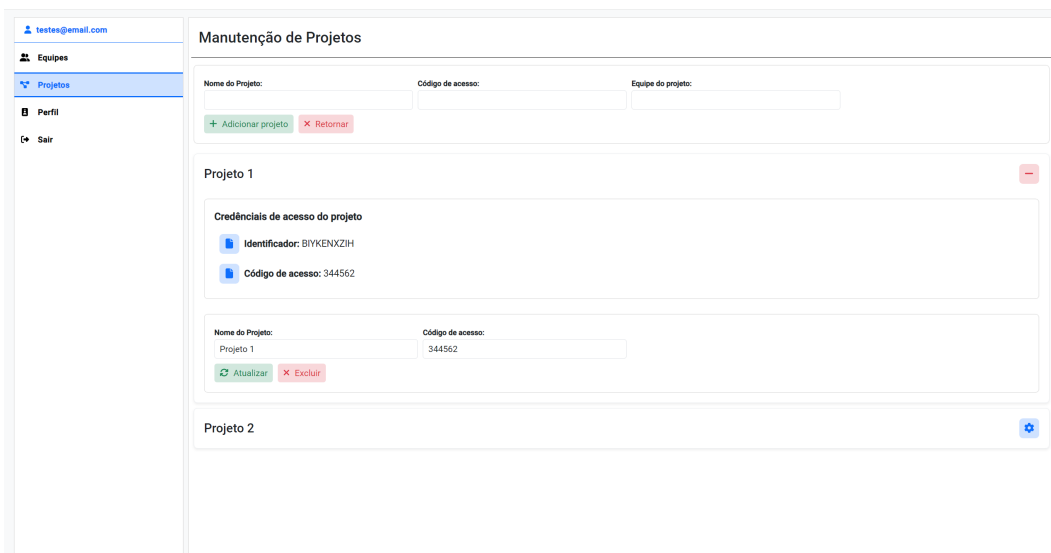 testes@email.com
Equipes
Projetos
Perfil
Sair
Manutenção de Projetos
Nome do Projeto: Código de acesso: Equipe do projeto:
+ Adicionar projeto × Retornar
Projeto 1
Credênciais de acesso do projeto
Identificador: BIYKENXZIH
Código de acesso: 344562
Nome do Projeto: Código de acesso:
Projeto 1 344562
Atualizar × Excluir
Projeto 2